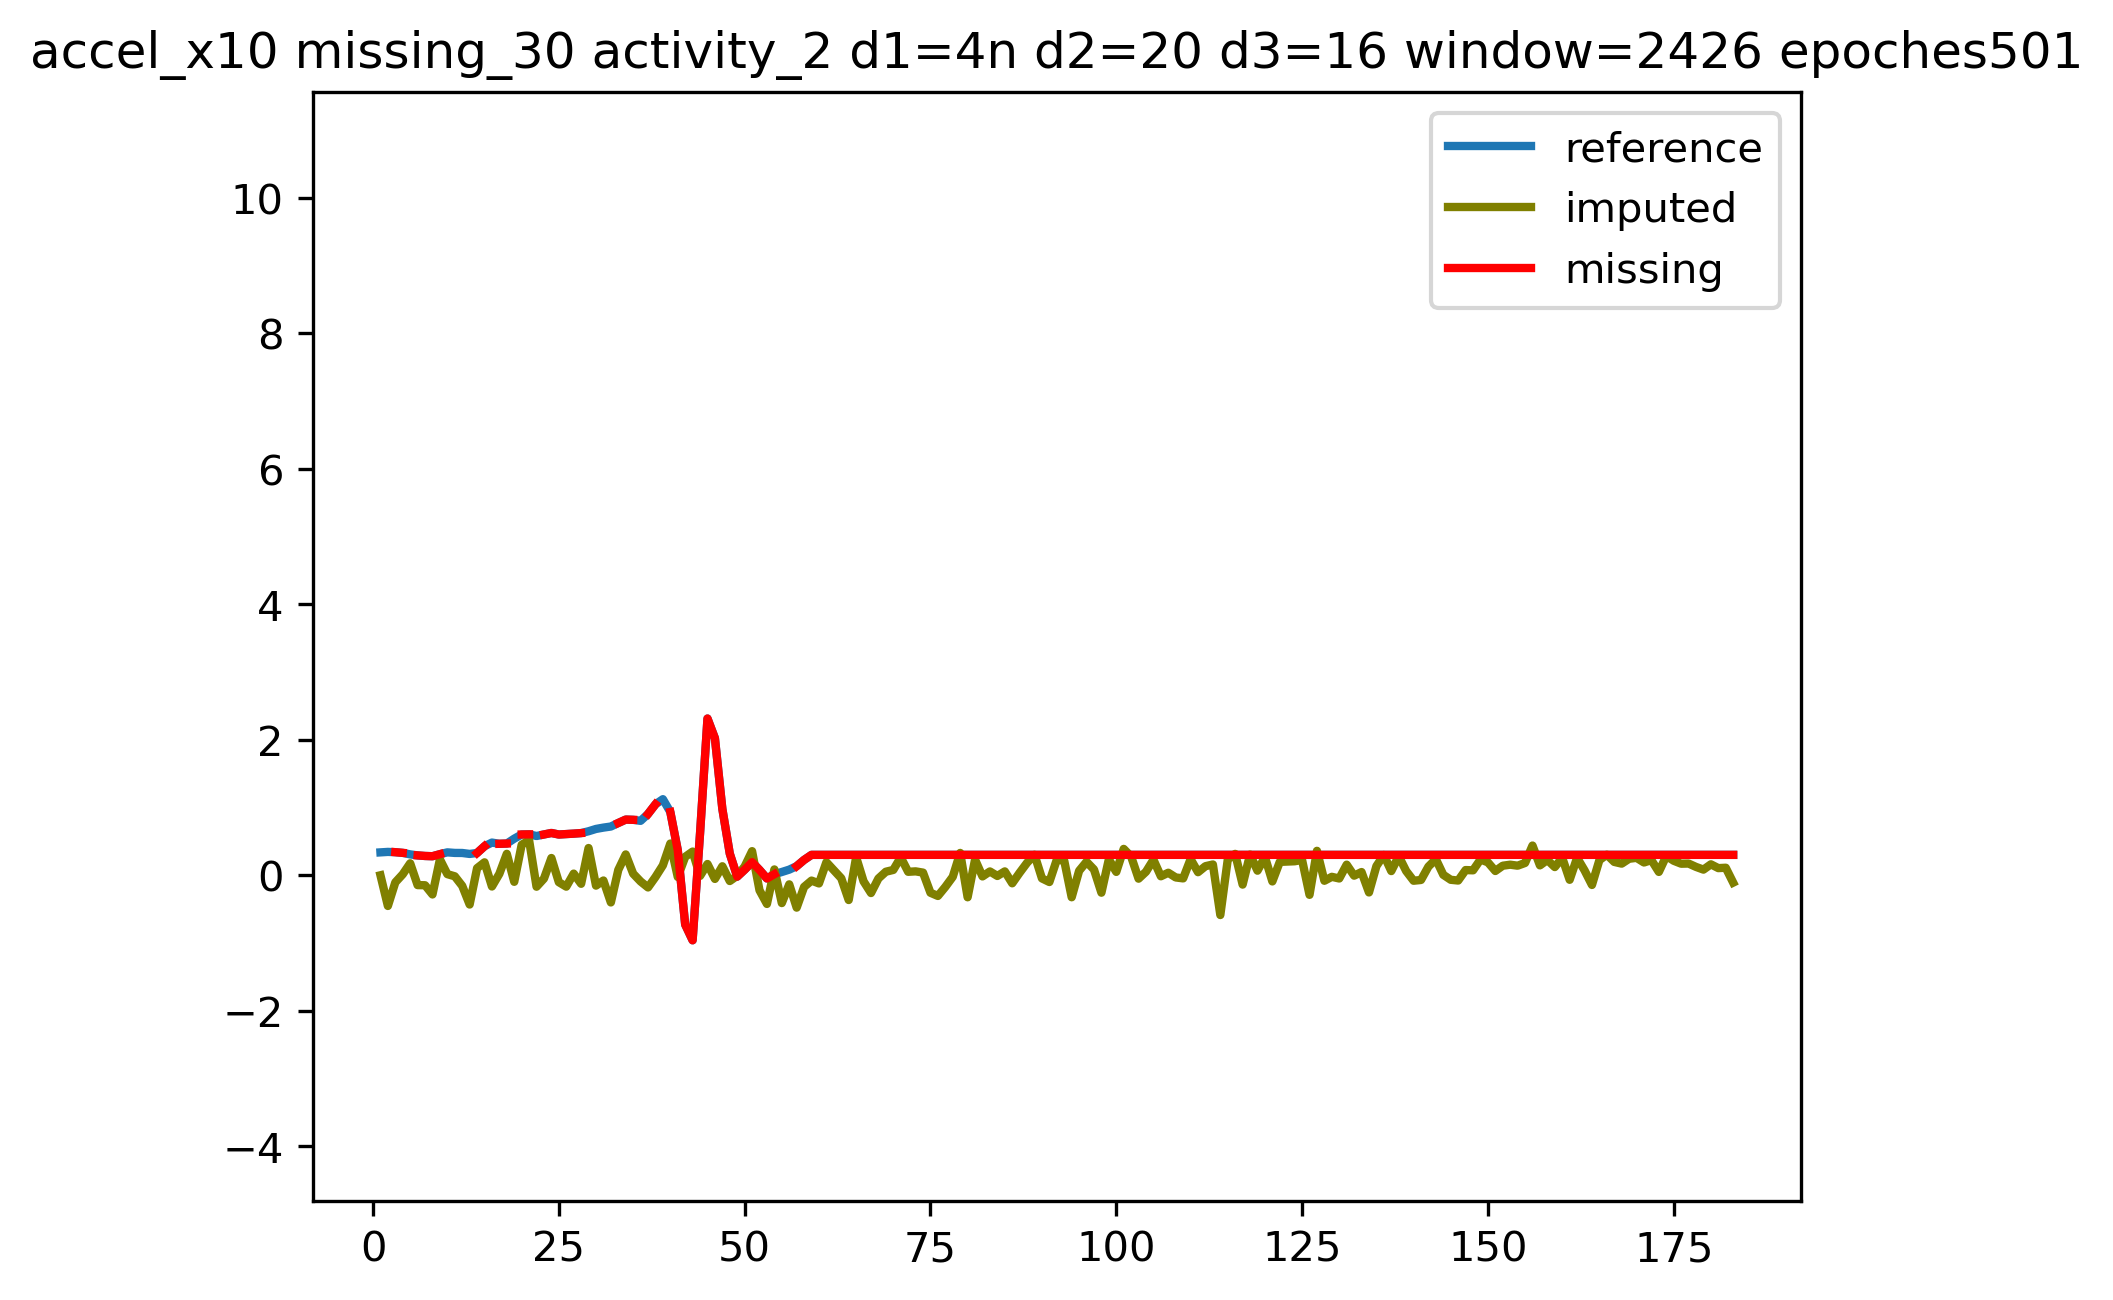 accel_x10 missing_30 activity_2 d1=4n d2=20 d3=16 window=2426 epoches501
reference
imputed
missing
10
8
6
4
2
0
−2
−4
0 25 50 75 100 125 150 175